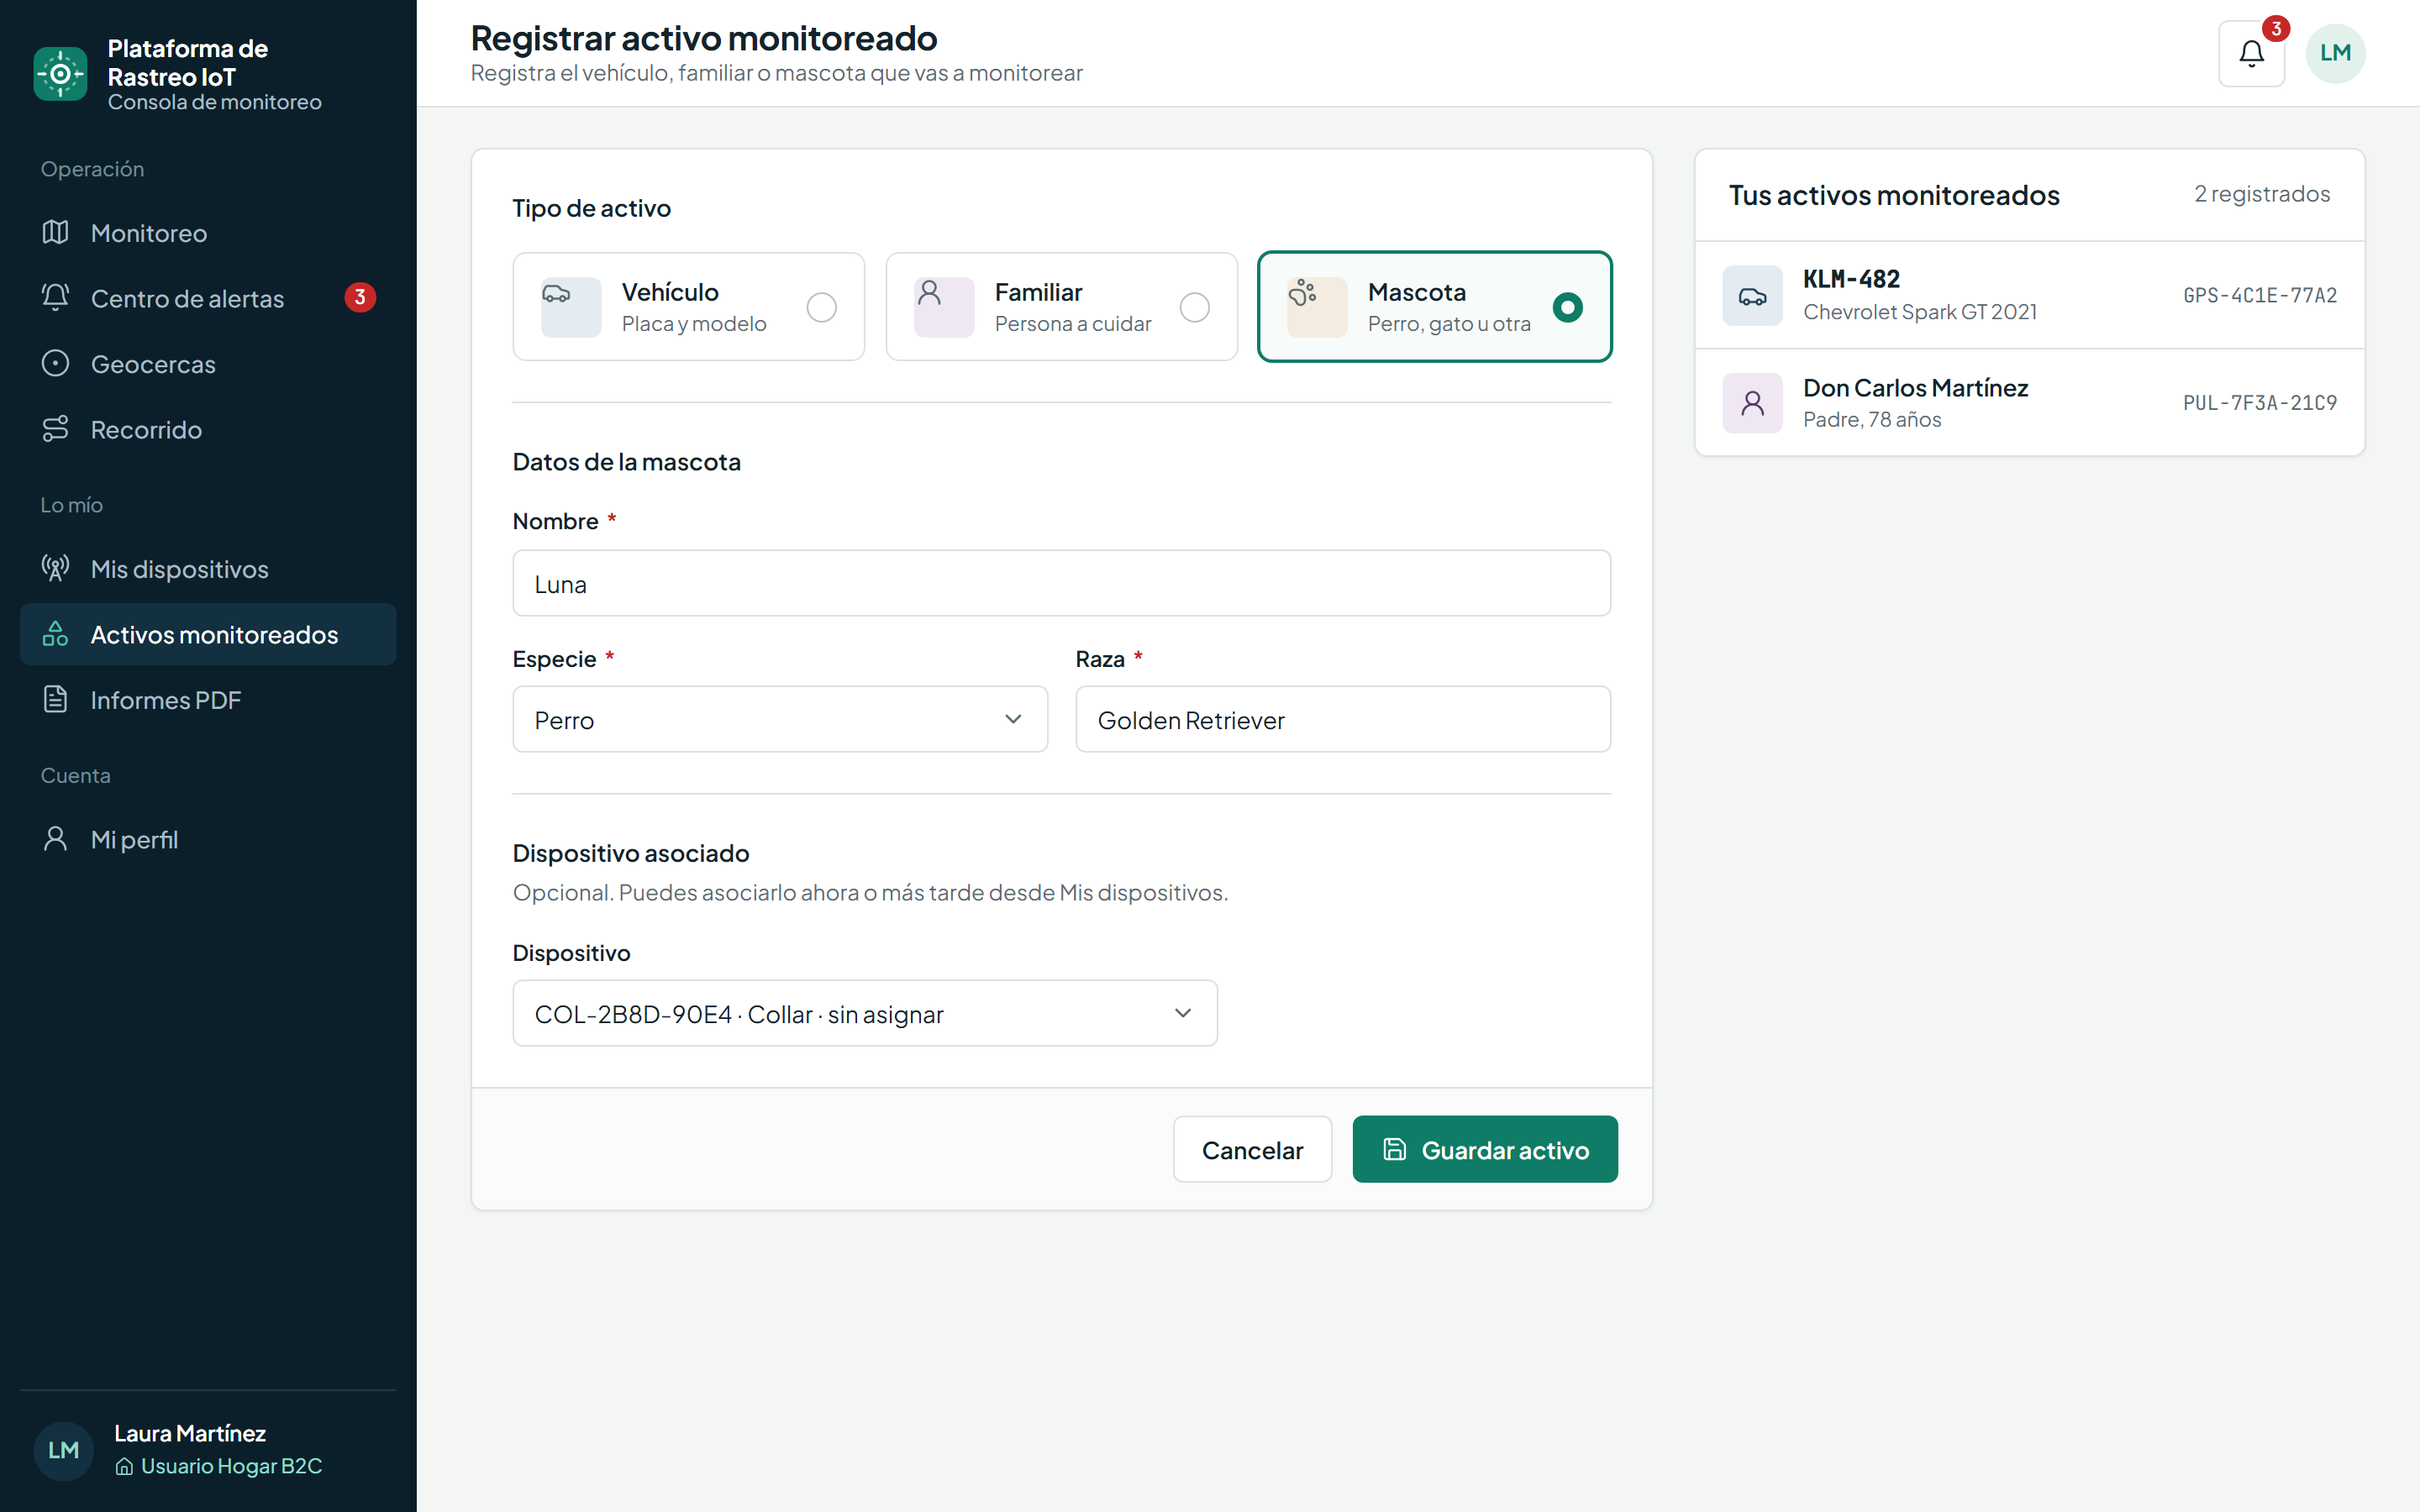 Plataforma de
Rastreo IoT
Consola de monitoreo
Operación
Monitoreo
Centro de alertas 3
Geocercas
Recorrido
Lo mío
Mis dispositivos
Activos monitoreados
Informes PDF
Cuenta
Mi perfil
LM
Laura Martínez
Usuario Hogar B2C
Registrar activo monitoreado
Registra el vehículo, familiar o mascota que vas a monitorear
3
LM
Tipo de activo
Vehículo
Placa y modelo
Familiar
Persona a cuidar
Mascota
Perro, gato u otra
Datos de la mascota
Nombre *
Luna
Especie *
Perro
Raza *
Golden Retriever
Dispositivo asociado
Opcional. Puedes asociarlo ahora o más tarde desde Mis dispositivos.
Dispositivo
COL-2B8D-90E4 · Collar · sin asignar
Cancelar
Guardar activo
Tus activos monitoreados 2 registrados
KLM-482
Chevrolet Spark GT 2021
GPS-4C1E-77A2
Don Carlos Martínez
Padre, 78 años
PUL-7F3A-21C9